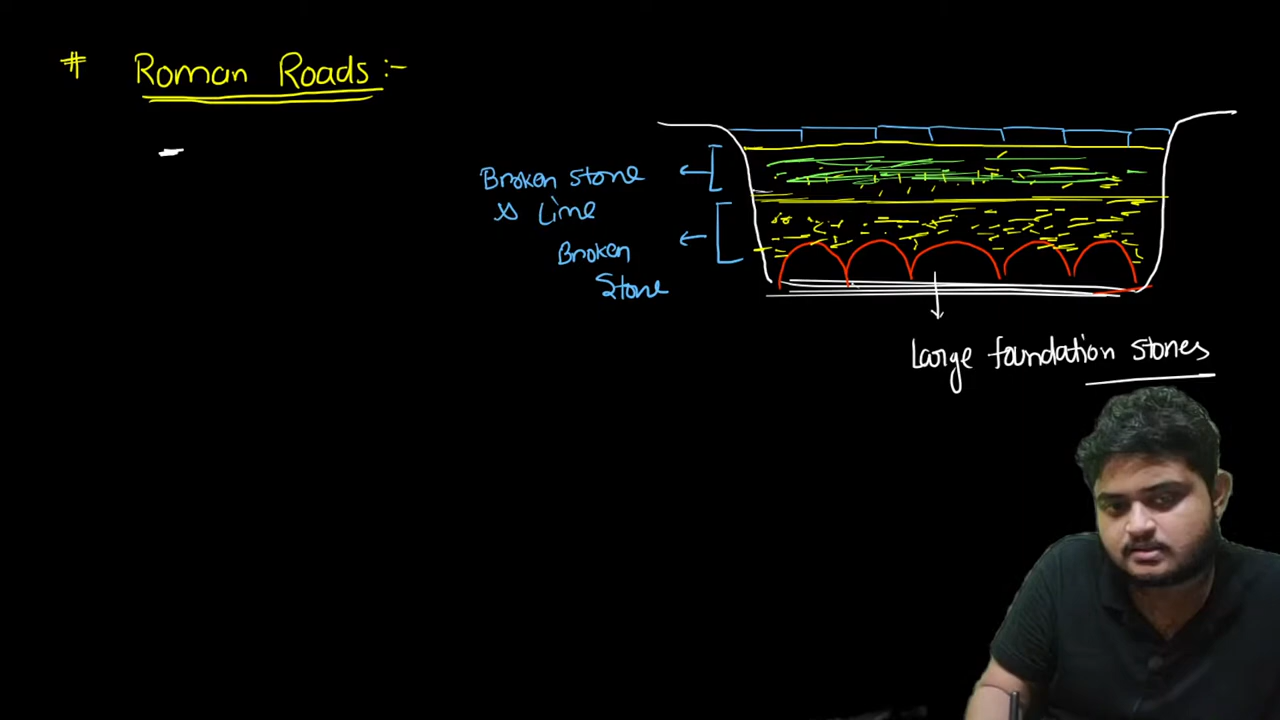 # Roman Roads :-
Broken stone
& Lime
Broken
Stone
Large foundation stones